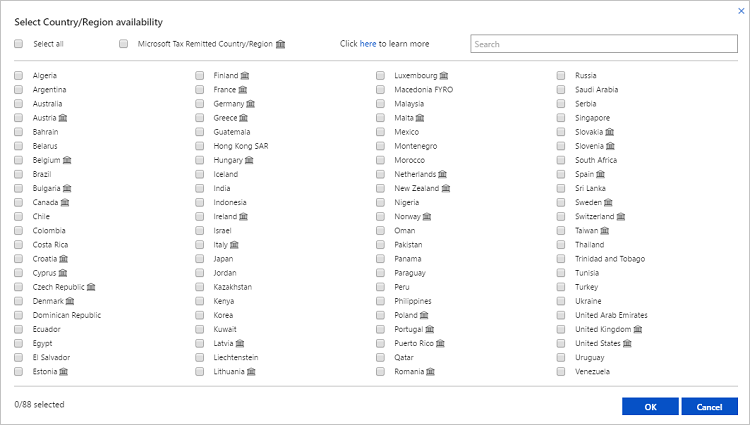 Select Country/Region availability
Select all Microsoft Tax Remitted Country/Region Click here to learn more Search
Algeria Finland Luxembourg Russia
Argentina France Macedonia FYRO Saudi Arabia
Australia Germany Malaysia Serbia
Austria Greece Malta Singapore
Bahrain Guatemala Mexico Slovakia
Belarus Hong Kong SAR Montenegro Slovenia
Belgium Hungary Morocco South Africa
Brazil Iceland Netherlands Spain
Bulgaria India New Zealand Sri Lanka
Canada Indonesia Nigeria Sweden
Chile Ireland Norway Switzerland
Colombia Israel Oman Taiwan
Costa Rica Italy Pakistan Thailand
Croatia Japan Panama Trinidad and Tobago
Cyprus Jordan Paraguay Tunisia
Czech Republic Kazakhstan Peru Turkey
Denmark Kenya Philippines Ukraine
Dominican Republic Korea Poland United Arab Emirates
Ecuador Kuwait Portugal United Kingdom
Egypt Latvia Puerto Rico United States
El Salvador Liechtenstein Qatar Uruguay
Estonia Lithuania Romania Venezuela
0/88 selected OK Cancel